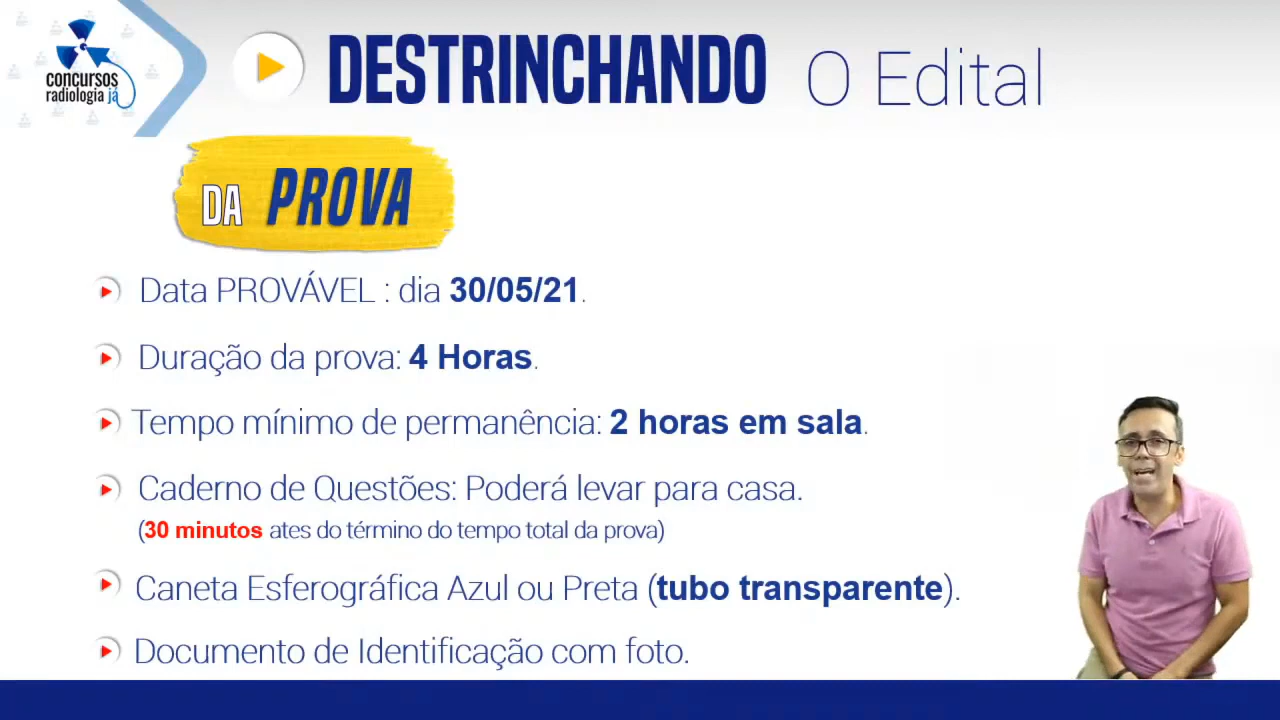 concursos
radiologia já
DESTRINCHANDO O Edital
DA PROVA
Data PROVÁVEL : dia 30/05/21.
Duração da prova: 4 Horas.
Tempo mínimo de permanência: 2 horas em sala.
Caderno de Questões: Poderá levar para casa.
(30 minutos ates do término do tempo total da prova)
Caneta Esferográfica Azul ou Preta (tubo transparente).
Documento de Identificação com foto.